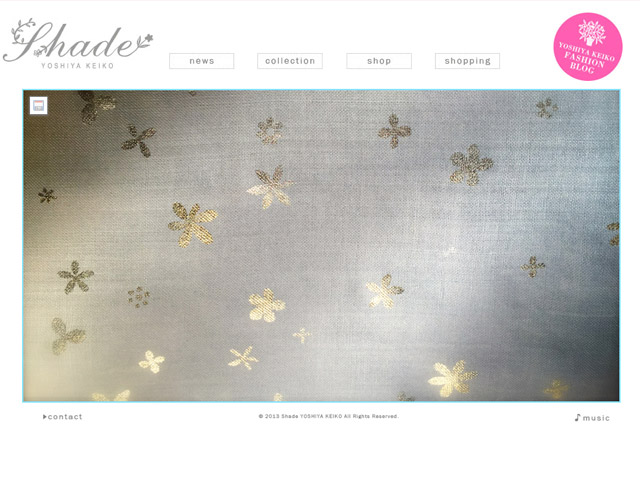 Shade
YOSHIYA KEIKO
news
collection
shop
shopping
YOSHIYA KEIKO
FASHION
BLOG
contact
© 2013 Shade YOSHIYA KEIKO All Rights Reserved.
music